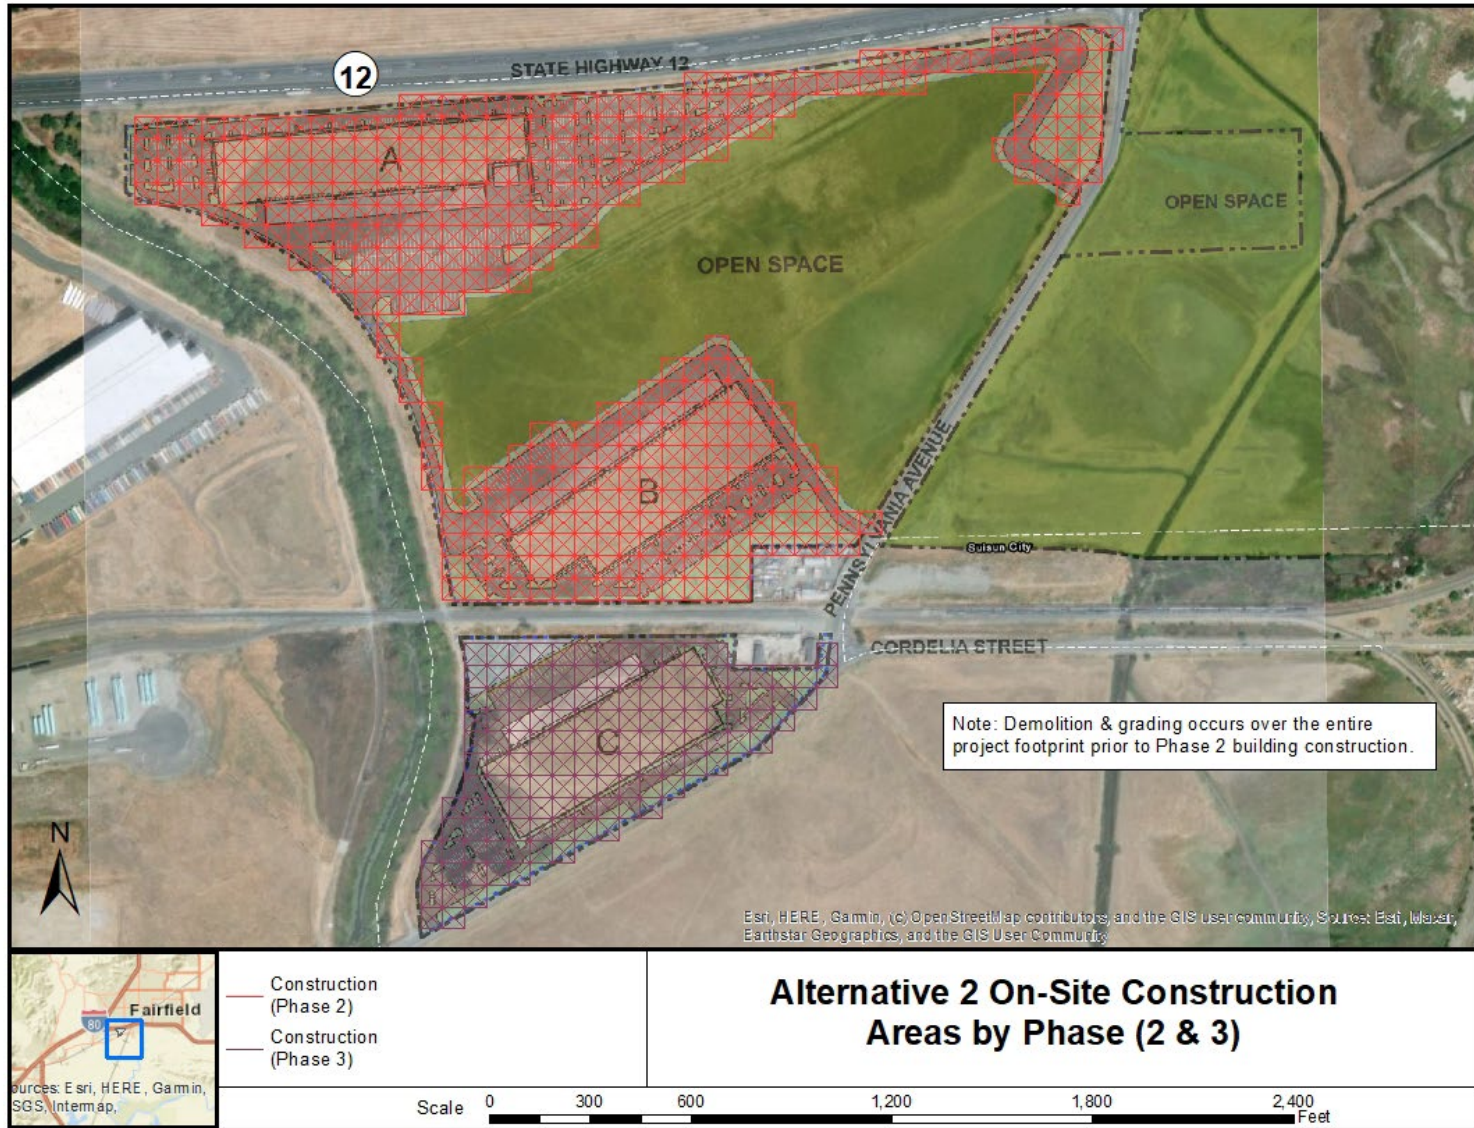 12
STATE HIGHWAY 12
A
OPEN SPACE
OPEN SPACE
B
PENNSYLVANIA AVENUE
Suisun City
CORDELIA STREET
C
Note: Demolition & grading occurs over the entire
project footprint prior to Phase 2 building construction.
N
Esri, HERE, Garmin, (c) OpenStreetMap contributors, and the GIS user community, Source: Esri, Maxar,
Earthstar Geographics, and the GIS User Community
Fairfield
80
ources: Esri, HERE, Garmin,
SGS, Intermap,
Construction
(Phase 2)
Construction
(Phase 3)
Alternative 2 On-Site Construction
Areas by Phase (2 & 3)
Scale 0 300 600 1,200 1,800 2,400
Feet